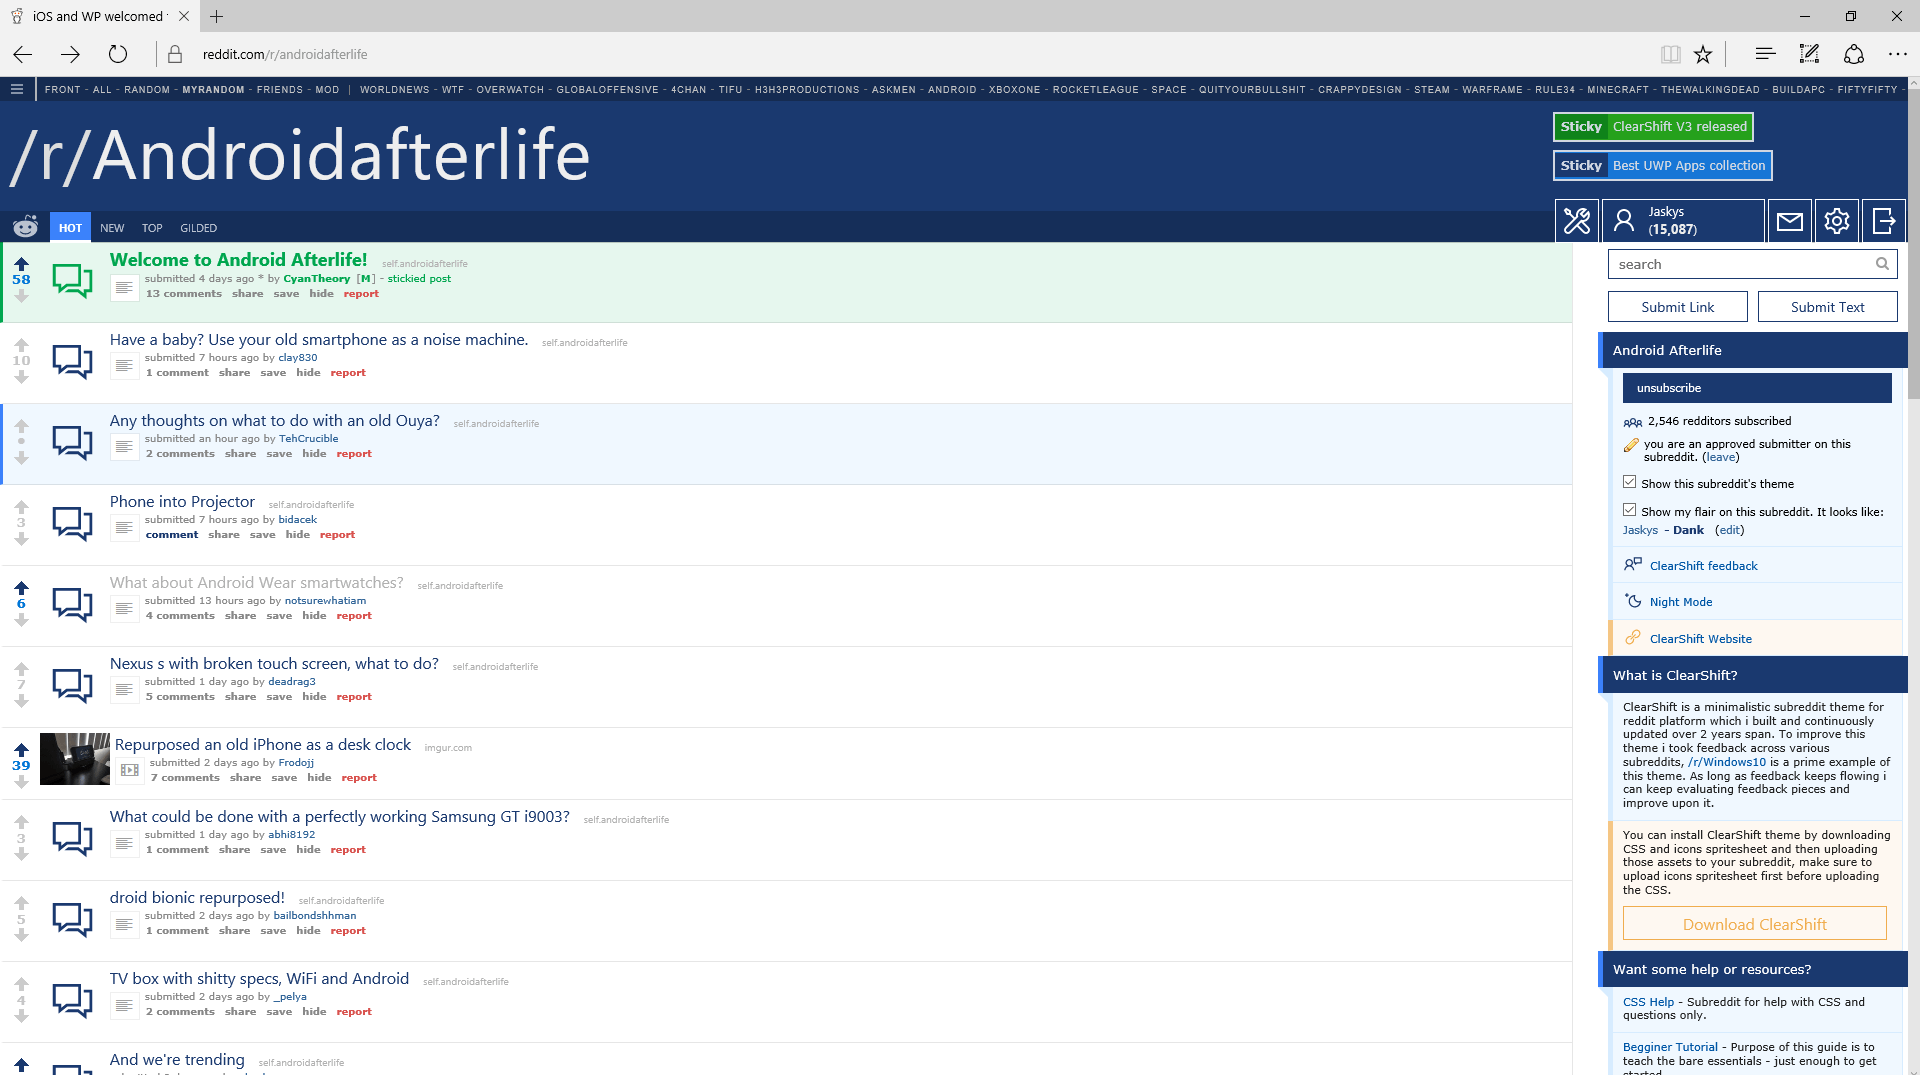 iOS and WP welcomed
reddit.com/r/androidafterlife
FRONT - ALL - RANDOM - MYRANDOM - FRIENDS - MOD | WORLDNEWS - WTF - OVERWATCH - GLOBALOFFENSIVE - 4CHAN - TIFU - H3H3PRODUCTIONS - ASKMEN - ANDROID - XBOXONE - ROCKETLEAGUE - SPACE - QUITYOURBULLSHIT - CRAPPYDESIGN - STEAM - WARFRAME - RULE34 - MINECRAFT - THEWALKINGDEAD - BUILDAPC - FIFTYFIFTY -
/r/Androidafterlife
Sticky ClearShift V3 released
Sticky Best UWP Apps collection
HOT NEW TOP GILDED
Jaskys
(15,087)
58
Welcome to Android Afterlife! self.androidafterlife
submitted 4 days ago * by CyanTheory [M] - stickied post
13 comments share save hide report
10
Have a baby? Use your old smartphone as a noise machine. self.androidafterlife
submitted 7 hours ago by clay830
1 comment share save hide report
•
Any thoughts on what to do with an old Ouya? self.androidafterlife
submitted an hour ago by TehCrucible
2 comments share save hide report
3
Phone into Projector self.androidafterlife
submitted 7 hours ago by bidacek
comment share save hide report
6
What about Android Wear smartwatches? self.androidafterlife
submitted 13 hours ago by notsurewhatiam
4 comments share save hide report
7
Nexus s with broken touch screen, what to do? self.androidafterlife
submitted 1 day ago by deadrag3
5 comments share save hide report
39
Repurposed an old iPhone as a desk clock imgur.com
submitted 2 days ago by Frodojj
7 comments share save hide report
3
What could be done with a perfectly working Samsung GT i9003? self.androidafterlife
submitted 1 day ago by abhi8192
1 comment share save hide report
5
droid bionic repurposed! self.androidafterlife
submitted 2 days ago by bailbondshhman
1 comment share save hide report
4
TV box with shitty specs, WiFi and Android self.androidafterlife
submitted 2 days ago by _pelya
2 comments share save hide report
And we're trending self.androidafterlife
search
Submit Link Submit Text
Android Afterlife
unsubscribe
2,546 redditors subscribed
you are an approved submitter on this
subreddit. (leave)
Show this subreddit's theme
Show my flair on this subreddit. It looks like:
Jaskys - Dank (edit)
ClearShift feedback
Night Mode
ClearShift Website
What is ClearShift?
ClearShift is a minimalistic subreddit theme for
reddit platform which i built and continuously
updated over 2 years span. To improve this
theme i took feedback across various
subreddits, /r/Windows10 is a prime example of
this theme. As long as feedback keeps flowing i
can keep evaluating feedback pieces and
improve upon it.
You can install ClearShift theme by downloading
CSS and icons spritesheet and then uploading
those assets to your subreddit, make sure to
upload icons spritesheet first before uploading
the CSS.
Download ClearShift
Want some help or resources?
CSS Help - Subreddit for help with CSS and
questions only.
Begginer Tutorial - Purpose of this guide is to
teach the bare essentials - just enough to get
started